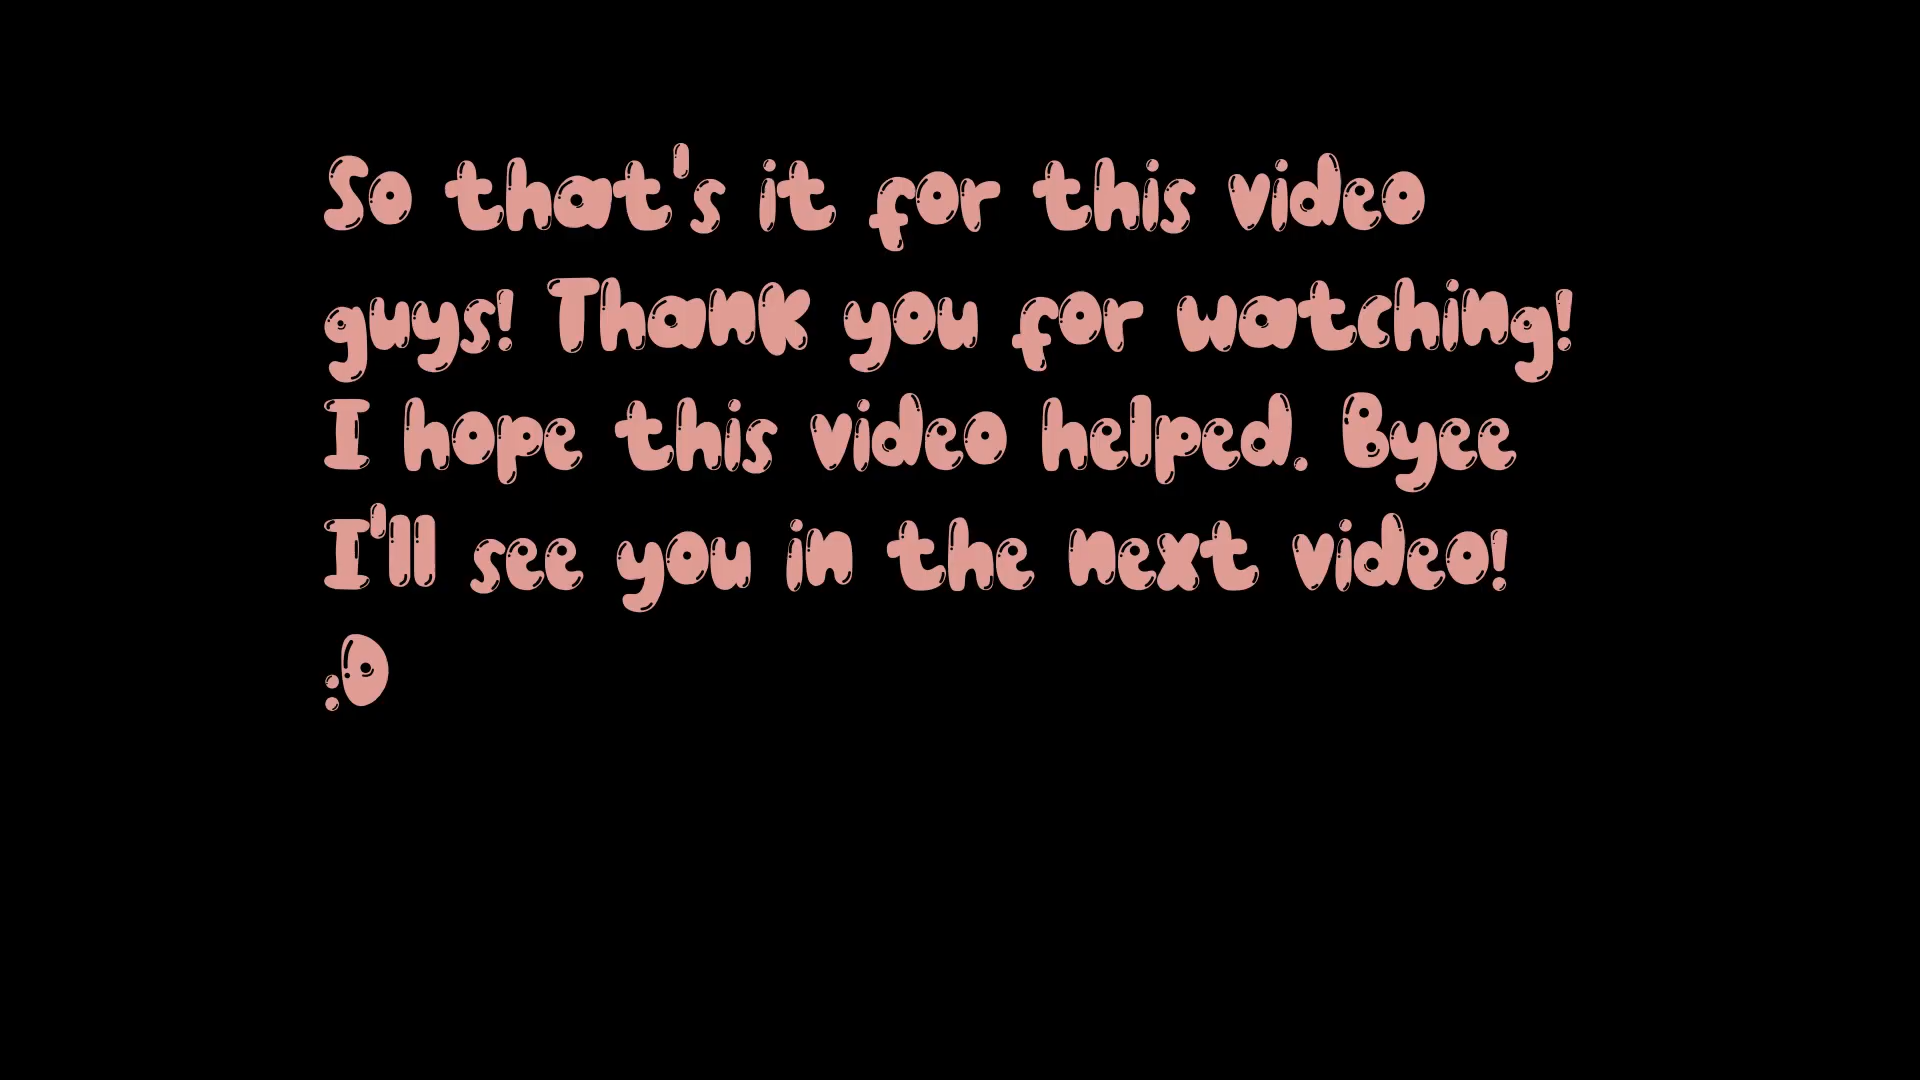 So that's it for this video
guys! Thank you for watching!
I hope this video helped. Byee
I'll see you in the next video!
:D